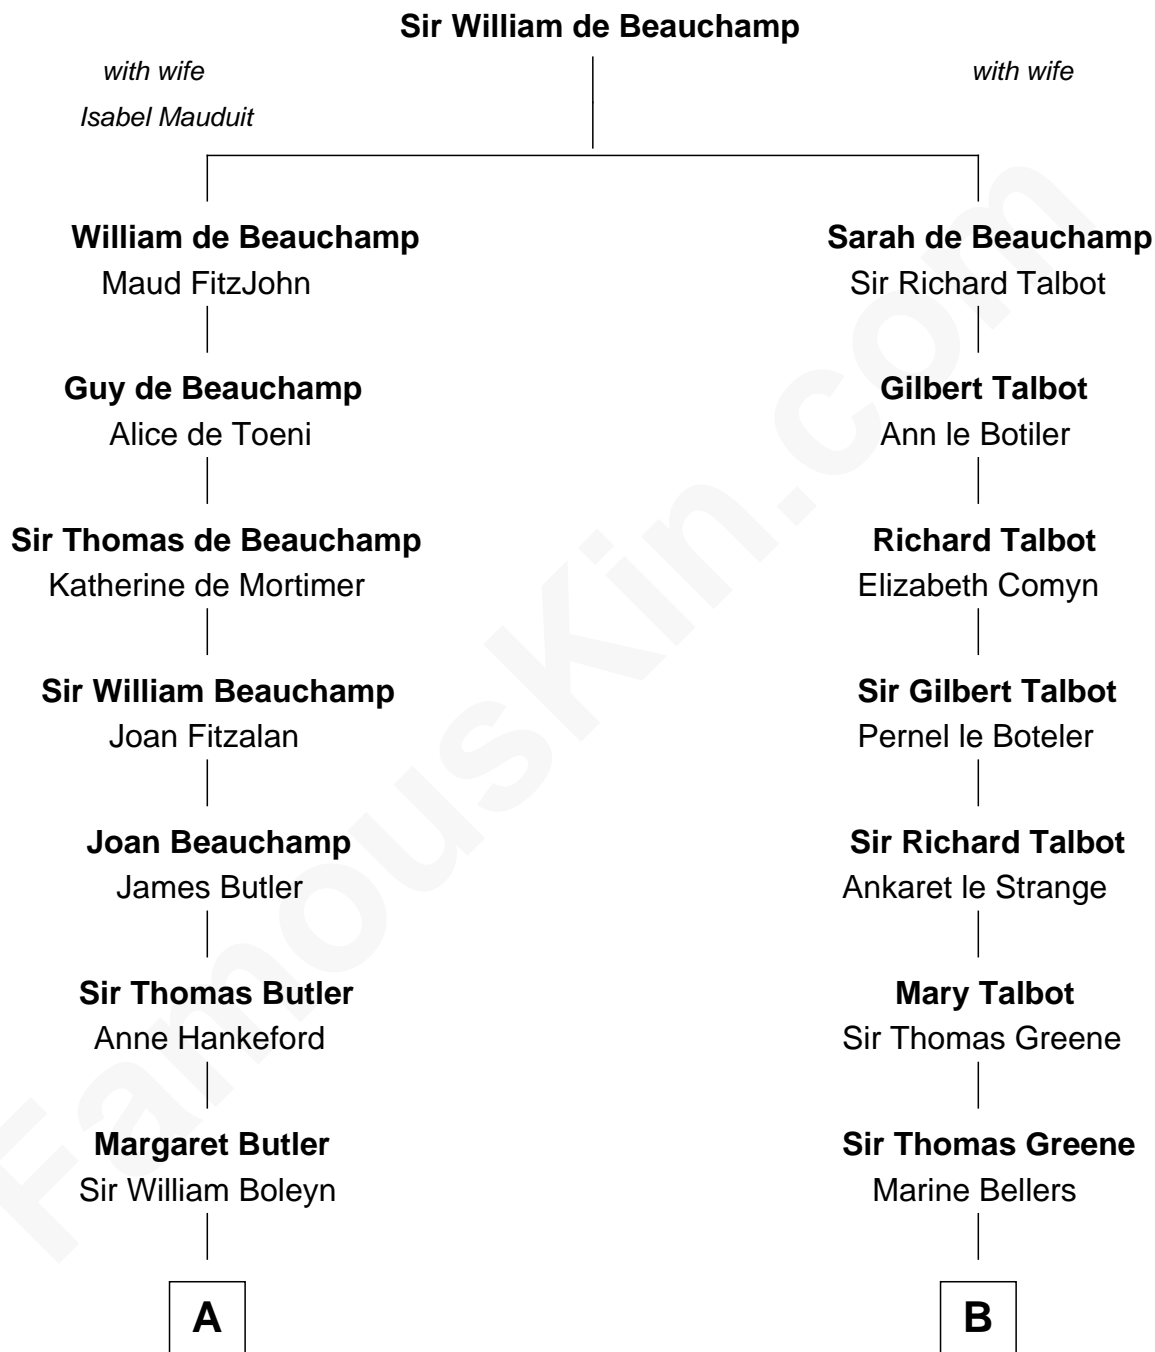 Sir William de Beauchamp
with wife
with wife
Isabel Mauduit
William de Beauchamp
Sarah de Beauchamp
Maud FitzJohn
Sir Richard Talbot
Guy de Beauchamp
Gilbert Talbot
Alice de Toeni
Ann le Botiler
Sir Thomas de Beauchamp
Richard Talbot
Katherine de Mortimer
Elizabeth Comyn
Sir William Beauchamp
Sir Gilbert Talbot
Joan Fitzalan
Pernel le Boteler
Joan Beauchamp
Sir Richard Talbot
James Butler
Ankaret le Strange
Sir Thomas Butler
Mary Talbot
Anne Hankeford
Sir Thomas Greene
Margaret Butler
Sir Thomas Greene
Sir William Boleyn
Marine Bellers
A
B
FamousKin.com